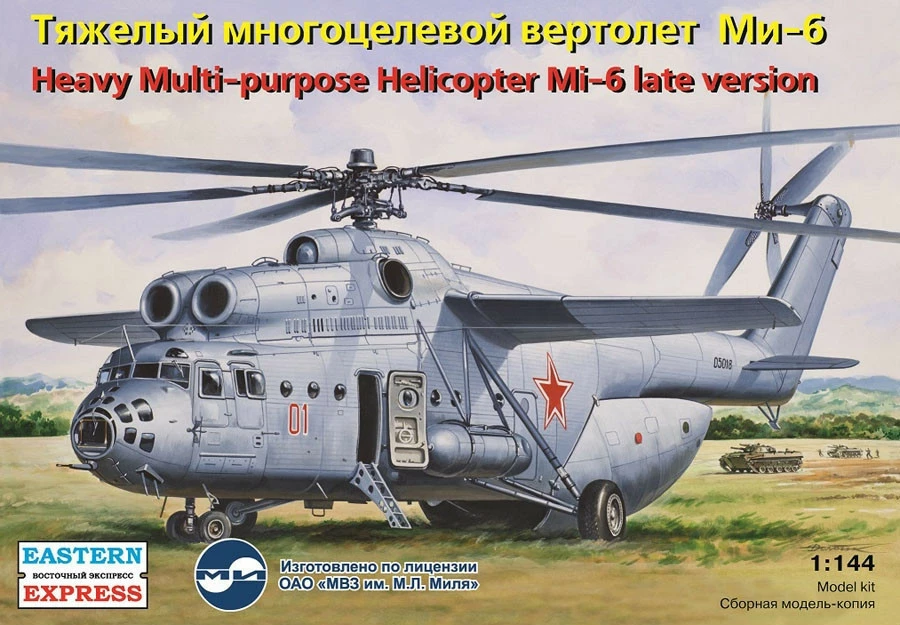 Тяжелый многоцелевой вертолет Ми-6
Heavy Multi-purpose Helicopter Mi-6 late version
01
05018
EASTERN
ВОСТОЧНЫЙ ЭКСПРЕСС
EXPRESS
МИ
Изготовлено по лицензии
ОАО «МВЗ им. М.Л. Миля»
1:144
Model kit
Сборная модель-копия